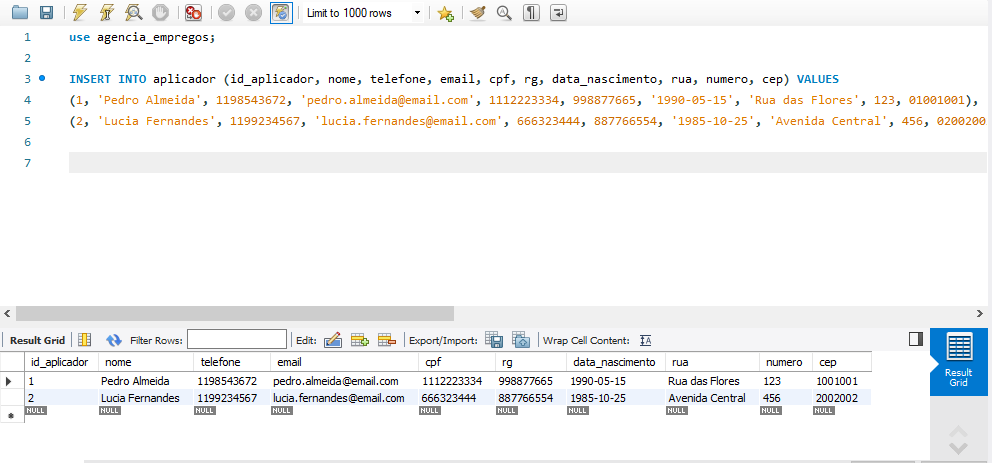 Limit to 1000 rows
1 use agencia_empregos;
2
3 INSERT INTO aplicador (id_aplicador, nome, telefone, email, cpf, rg, data_nascimento, rua, numero, cep) VALUES
4 (1, 'Pedro Almeida', 1198543672, 'pedro.almeida@email.com', 1112223334, 998877665, '1990-05-15', 'Rua das Flores', 123, 01001001),
5 (2, 'Lucia Fernandes', 1199234567, 'lucia.fernandes@email.com', 666323444, 887766554, '1985-10-25', 'Avenida Central', 456, 0200200
6
7
Result Grid Filter Rows: Edit: Export/Import: Wrap Cell Content:
id_aplicador nome telefone email cpf rg data_nascimento rua numero cep
1 Pedro Almeida 1198543672 pedro.almeida@email.com 1112223334 998877665 1990-05-15 Rua das Flores 123 1001001
2 Lucia Fernandes 1199234567 lucia.fernandes@email.com 666323444 887766554 1985-10-25 Avenida Central 456 2002002
NULL NULL NULL NULL NULL NULL NULL NULL NULL NULL
Result
Grid